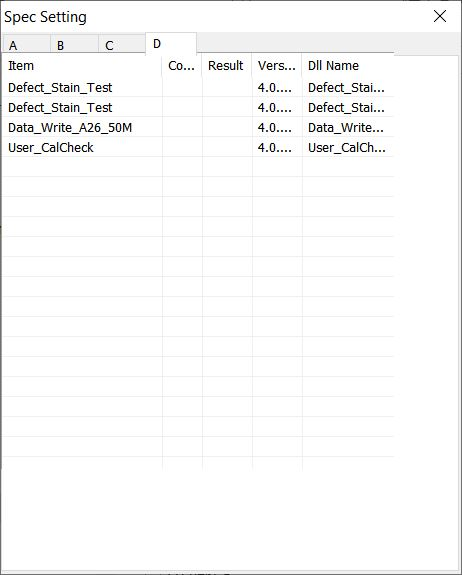 Spec Setting
A B C D
Item Co... Result Vers... Dll Name
Defect_Stain_Test 4.0.... Defect_Stai...
Defect_Stain_Test 4.0.... Defect_Stai...
Data_Write_A26_50M 4.0.... Data_Write...
User_CalCheck 4.0.... User_CalCh...